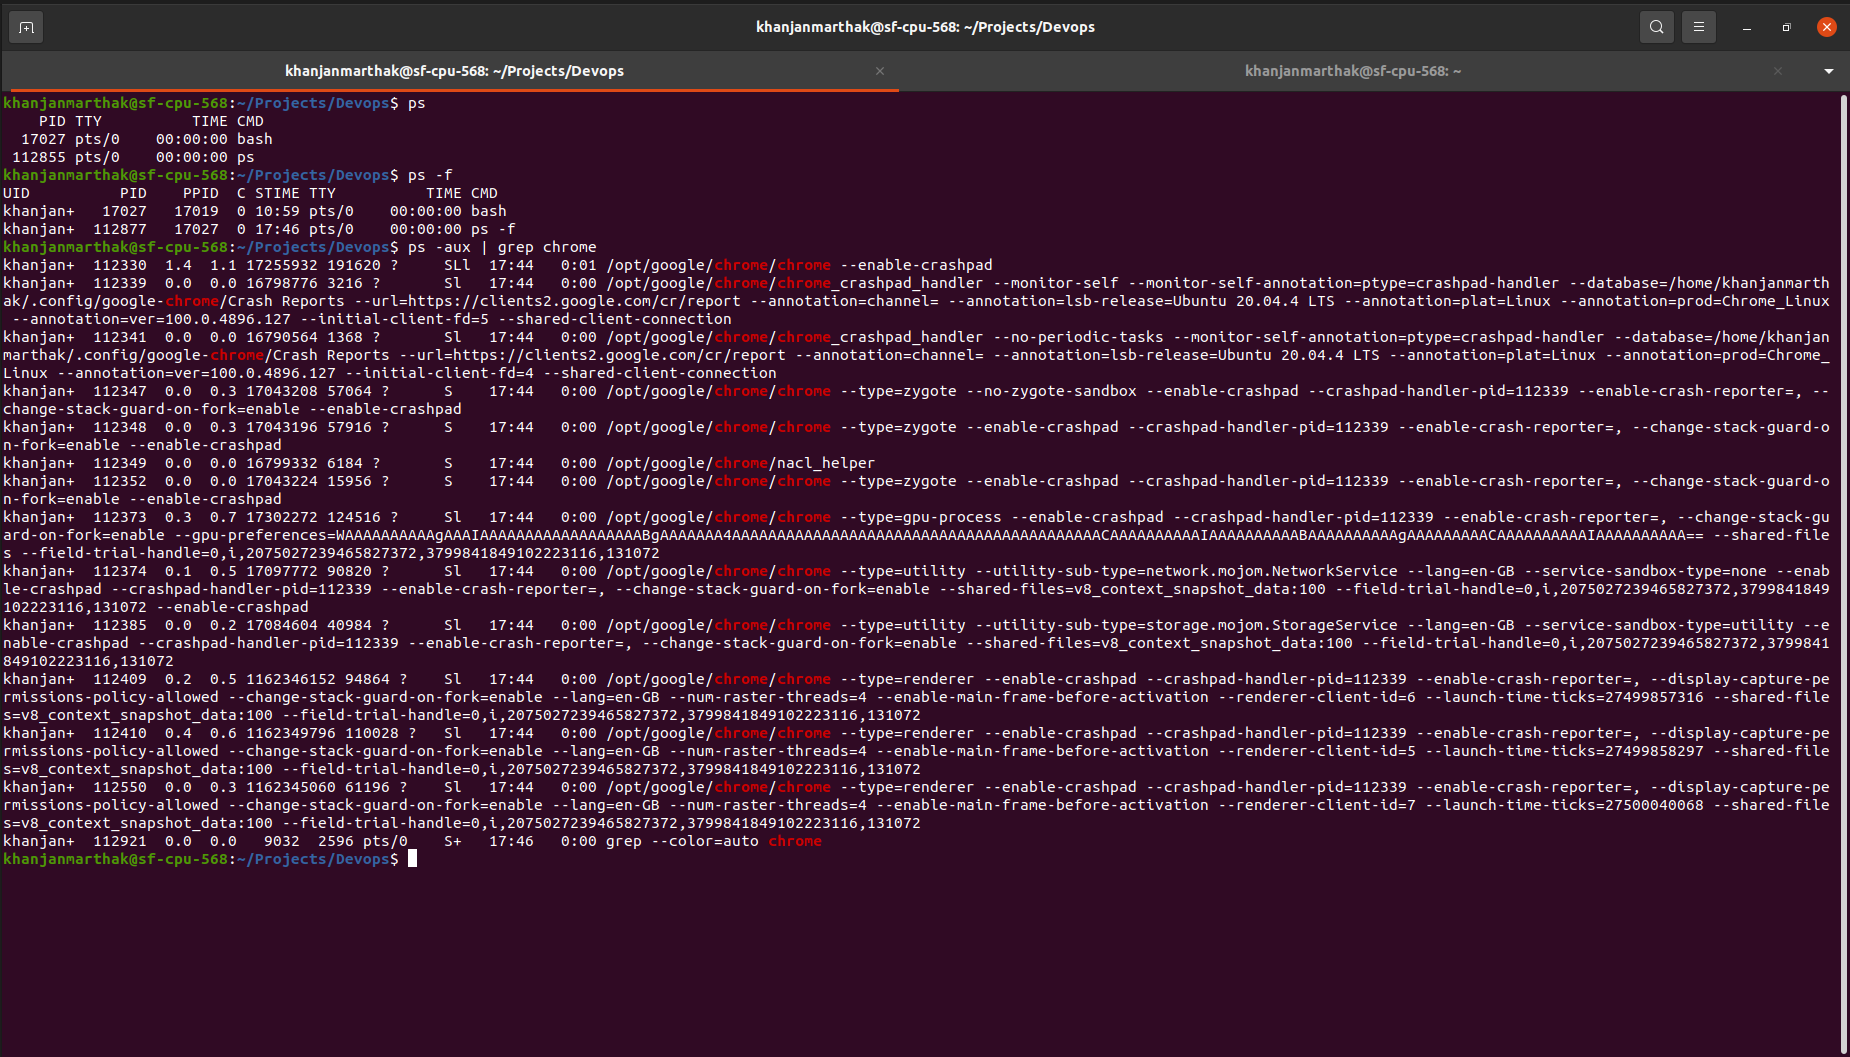 khanjanmarthak@sf-cpu-568: ~/Projects/Devops
khanjanmarthak@sf-cpu-568: ~/Projects/Devops
khanjanmarthak@sf-cpu-568: ~
khanjanmarthak@sf-cpu-568:~/Projects/Devops$ ps
    PID TTY          TIME CMD
  17027 pts/0    00:00:00 bash
 112855 pts/0    00:00:00 ps
khanjanmarthak@sf-cpu-568:~/Projects/Devops$ ps -f
UID          PID    PPID  C STIME TTY          TIME CMD
khanjan+   17027   17019  0 10:59 pts/0    00:00:00 bash
khanjan+  112877   17027  0 17:46 pts/0    00:00:00 ps -f
khanjanmarthak@sf-cpu-568:~/Projects/Devops$ ps -aux | grep chrome
khanjan+  112330  1.4  1.1 17255932 191620 ?     SLl  17:44   0:01 /opt/google/chrome/chrome --enable-crashpad
khanjan+  112339  0.0  0.0 16798776 3216 ?       Sl   17:44   0:00 /opt/google/chrome/chrome_crashpad_handler --monitor-self --monitor-self-annotation=ptype=crashpad-handler --database=/home/khanjanmarth
ak/.config/google-chrome/Crash Reports --url=https://clients2.google.com/cr/report --annotation=channel= --annotation=lsb-release=Ubuntu 20.04.4 LTS --annotation=plat=Linux --annotation=prod=Chrome_Linux
 --annotation=ver=100.0.4896.127 --initial-client-fd=5 --shared-client-connection
khanjan+  112341  0.0  0.0 16790564 1368 ?       Sl   17:44   0:00 /opt/google/chrome/chrome_crashpad_handler --no-periodic-tasks --monitor-self-annotation=ptype=crashpad-handler --database=/home/khanjan
marthak/.config/google-chrome/Crash Reports --url=https://clients2.google.com/cr/report --annotation=channel= --annotation=lsb-release=Ubuntu 20.04.4 LTS --annotation=plat=Linux --annotation=prod=Chrome_
Linux --annotation=ver=100.0.4896.127 --initial-client-fd=4 --shared-client-connection
khanjan+  112347  0.0  0.3 17043208 57064 ?      S    17:44   0:00 /opt/google/chrome/chrome --type=zygote --no-zygote-sandbox --enable-crashpad --crashpad-handler-pid=112339 --enable-crash-reporter=, --
change-stack-guard-on-fork=enable --enable-crashpad
khanjan+  112348  0.0  0.3 17043196 57916 ?      S    17:44   0:00 /opt/google/chrome/chrome --type=zygote --enable-crashpad --crashpad-handler-pid=112339 --enable-crash-reporter=, --change-stack-guard-o
n-fork=enable --enable-crashpad
khanjan+  112349  0.0  0.0 16799332 6184 ?       S    17:44   0:00 /opt/google/chrome/nacl_helper
khanjan+  112352  0.0  0.0 17043224 15956 ?      S    17:44   0:00 /opt/google/chrome/chrome --type=zygote --enable-crashpad --crashpad-handler-pid=112339 --enable-crash-reporter=, --change-stack-guard-o
n-fork=enable --enable-crashpad
khanjan+  112373  0.3  0.7 17302272 124516 ?     Sl   17:44   0:00 /opt/google/chrome/chrome --type=gpu-process --enable-crashpad --crashpad-handler-pid=112339 --enable-crash-reporter=, --change-stack-gu
ard-on-fork=enable --gpu-preferences=WAAAAAAAAAAgAAAIAAAAAAAAAAAAAAAAAABgAAAAAAA4AAAAAAAAAAAAAAAAAAAAAAAAAAAAAAAAAAAAAAAAACAAAAAAAAAAIAAAAAAAAAABAAAAAAAAAAgAAAAAAAAACAAAAAAAAAAIAAAAAAAAAA== --shared-file
s --field-trial-handle=0,i,2075027239465827372,3799841849102223116,131072
khanjan+  112374  0.1  0.5 17097772 90820 ?      Sl   17:44   0:00 /opt/google/chrome/chrome --type=utility --utility-sub-type=network.mojom.NetworkService --lang=en-GB --service-sandbox-type=none --enab
le-crashpad --crashpad-handler-pid=112339 --enable-crash-reporter=, --change-stack-guard-on-fork=enable --shared-files=v8_context_snapshot_data:100 --field-trial-handle=0,i,2075027239465827372,3799841849
102223116,131072 --enable-crashpad
khanjan+  112385  0.0  0.2 17084604 40984 ?      Sl   17:44   0:00 /opt/google/chrome/chrome --type=utility --utility-sub-type=storage.mojom.StorageService --lang=en-GB --service-sandbox-type=utility --e
nable-crashpad --crashpad-handler-pid=112339 --enable-crash-reporter=, --change-stack-guard-on-fork=enable --shared-files=v8_context_snapshot_data:100 --field-trial-handle=0,i,2075027239465827372,3799841
849102223116,131072
khanjan+  112409  0.2  0.5 1162346152 94864 ?    Sl   17:44   0:00 /opt/google/chrome/chrome --type=renderer --enable-crashpad --crashpad-handler-pid=112339 --enable-crash-reporter=, --display-capture-pe
rmissions-policy-allowed --change-stack-guard-on-fork=enable --lang=en-GB --num-raster-threads=4 --enable-main-frame-before-activation --renderer-client-id=6 --launch-time-ticks=27499857316 --shared-file
s=v8_context_snapshot_data:100 --field-trial-handle=0,i,2075027239465827372,3799841849102223116,131072
khanjan+  112410  0.4  0.6 1162349796 110028 ?   Sl   17:44   0:00 /opt/google/chrome/chrome --type=renderer --enable-crashpad --crashpad-handler-pid=112339 --enable-crash-reporter=, --display-capture-pe
rmissions-policy-allowed --change-stack-guard-on-fork=enable --lang=en-GB --num-raster-threads=4 --enable-main-frame-before-activation --renderer-client-id=5 --launch-time-ticks=27499858297 --shared-file
s=v8_context_snapshot_data:100 --field-trial-handle=0,i,2075027239465827372,3799841849102223116,131072
khanjan+  112550  0.0  0.3 1162345060 61196 ?    Sl   17:44   0:00 /opt/google/chrome/chrome --type=renderer --enable-crashpad --crashpad-handler-pid=112339 --enable-crash-reporter=, --display-capture-pe
rmissions-policy-allowed --change-stack-guard-on-fork=enable --lang=en-GB --num-raster-threads=4 --enable-main-frame-before-activation --renderer-client-id=7 --launch-time-ticks=27500040068 --shared-file
s=v8_context_snapshot_data:100 --field-trial-handle=0,i,2075027239465827372,3799841849102223116,131072
khanjan+  112921  0.0  0.0   9032  2596 pts/0    S+   17:46   0:00 grep --color=auto chrome
khanjanmarthak@sf-cpu-568:~/Projects/Devops$